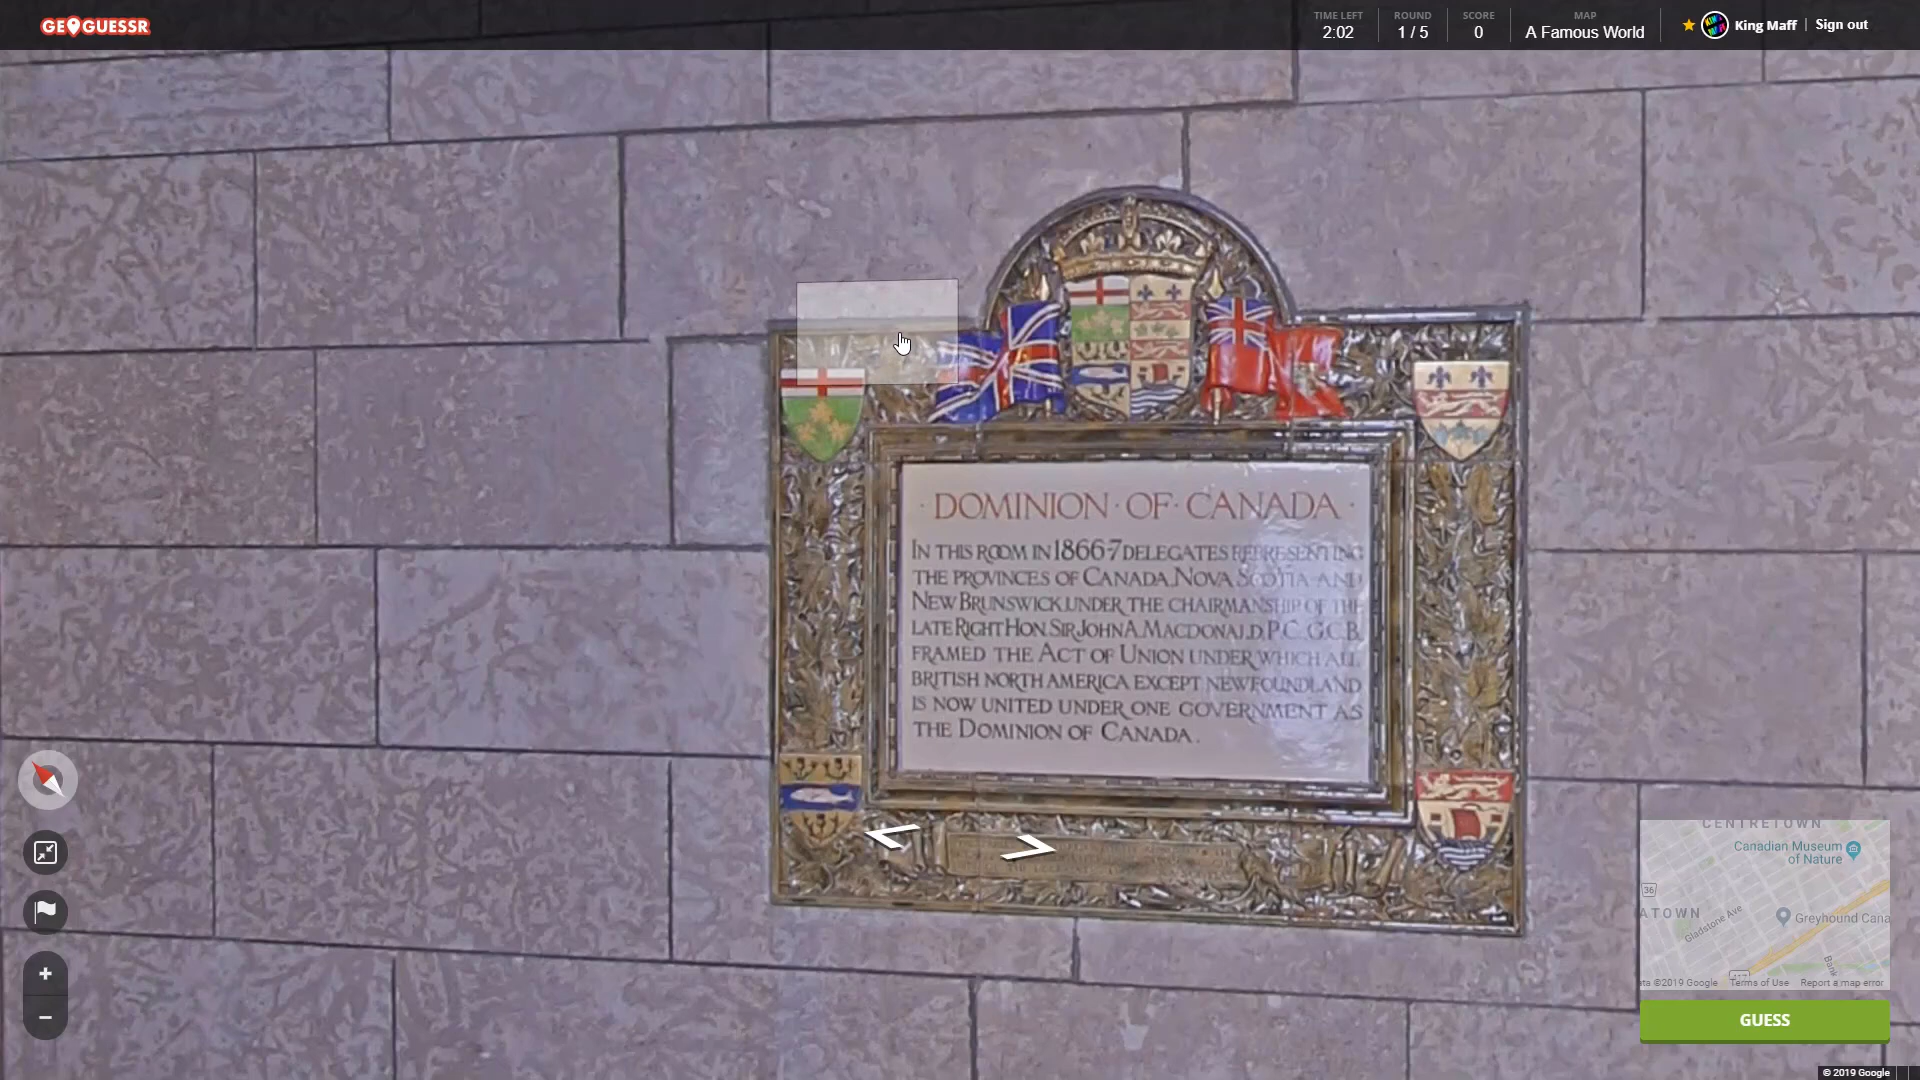 GEOGUESSR
TIME LEFT
2:02
ROUND
1 / 5
SCORE
0
MAP
A Famous World
King Maff
Sign out
· DOMINION · OF · CANADA ·
IN THIS ROOM IN 1866-7 DELEGATES REPRESENTING
THE PROVINCES OF CANADA, NOVA SCOTIA AND
NEW BRUNSWICK, UNDER THE CHAIRMANSHIP OF THE
LATE RIGHT HON. SIR JOHN A. MACDONALD, P.C., G.C.B.
FRAMED THE ACT OF UNION UNDER WHICH ALL
BRITISH NORTH AMERICA EXCEPT NEWFOUNDLAND
IS NOW UNITED UNDER ONE GOVERNMENT AS
THE DOMINION OF CANADA.
CENTRETOWN
Canadian Museum
of Nature
36
ATOWN
Gladstone Ave
Greyhound Cana
Bank
417
ta ©2019 Google
Terms of Use
Report a map error
GUESS
© 2019 Google